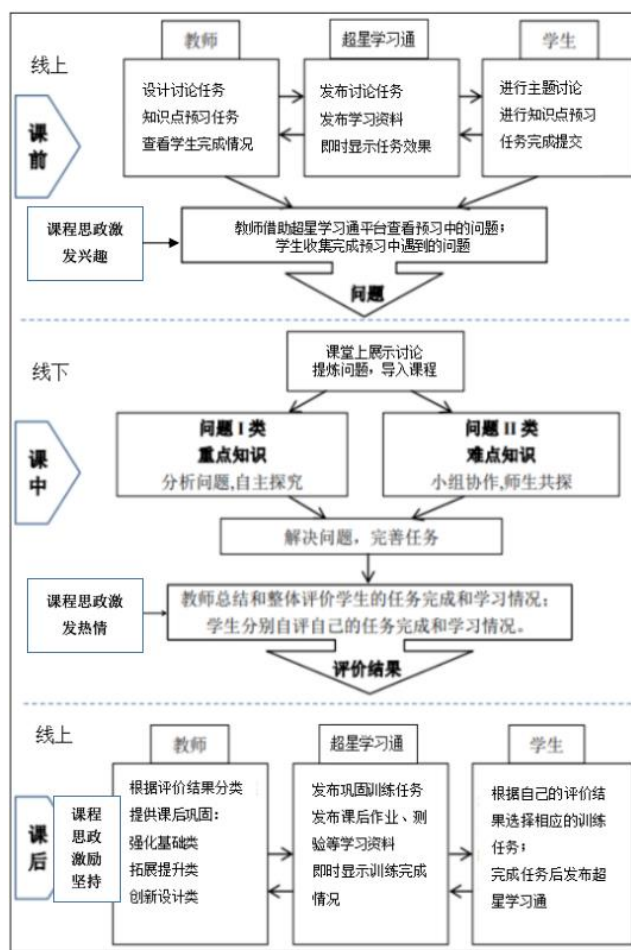 线上
教师
超星学习通
学生
课前
设计讨论任务
知识点预习任务
查看学生完成情况
发布讨论任务
发布学习资料
即时显示任务效果
进行主题讨论
进行知识点预习
任务完成提交
课程思政激
发兴趣
教师借助超星学习通平台查看预习中的问题;
学生收集完成预习中遇到的问题
问题
线下
课堂上展示讨论
提炼问题，导入课程
课中
问题 I 类
重点知识
分析问题,自主探究
问题 II 类
难点知识
小组协作,师生共探
解决问题，完善任务
课程思政激
发热情
教师总结和整体评价学生的任务完成和学习情况;
学生分别自评自己的任务完成和学习情况。
评价结果
线上
教师
超星学习通
学生
课后
课程
思政
激励
坚持
根据评价结果分类
提供课后巩固：
强化基础类
拓展提升类
创新设计类
发布巩固训练任务
发布课后作业、测
验等学习资料
即时显示训练完成
情况
根据自己的评价结
果选择相应的训练
任务;
完成任务后发布超
星学习通